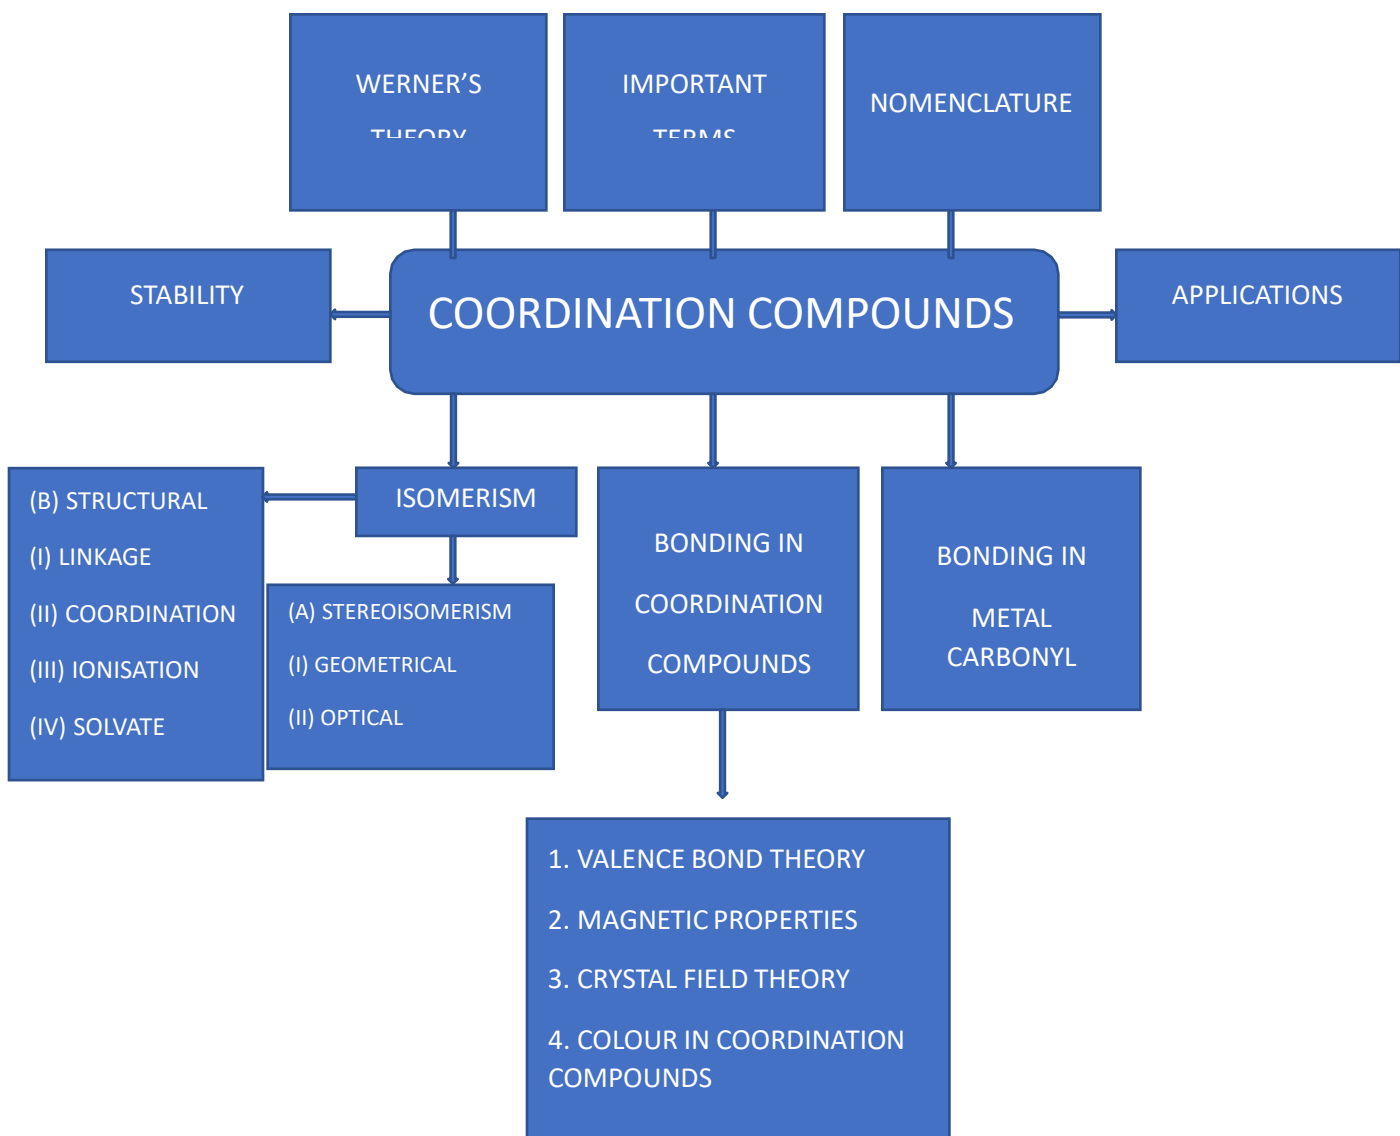 WERNER’S
THEORY
IMPORTANT
TERMS
NOMENCLATURE
STABILITY
COORDINATION COMPOUNDS
APPLICATIONS
(B) STRUCTURAL
(I) LINKAGE
(II) COORDINATION
(III) IONISATION
(IV) SOLVATE
ISOMERISM
(A) STEREOISOMERISM
(I) GEOMETRICAL
(II) OPTICAL
BONDING IN
COORDINATION
COMPOUNDS
BONDING IN
METAL
CARBONYL
1. VALENCE BOND THEORY
2. MAGNETIC PROPERTIES
3. CRYSTAL FIELD THEORY
4. COLOUR IN COORDINATION
COMPOUNDS